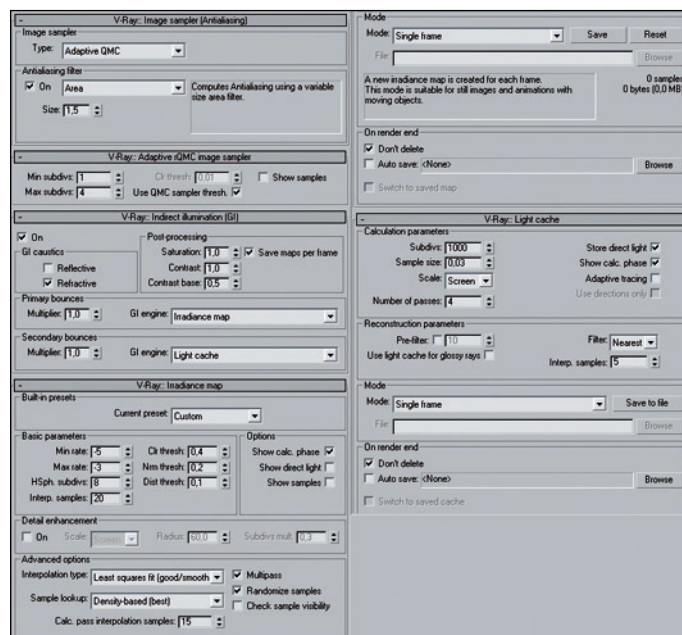 - V-Ray:: Image sampler (Antialiasing)
Image sampler
Type: Adaptive QMC
Antialiasing filter
On Area Computes Antialiasing using a variable size area filter.
Size: 1,5
- V-Ray:: Adaptive rQMC image sampler
Min subdivs: 1 Clr thresh: 0,01 Show samples
Max subdivs: 4 Use QMC sampler thresh.
- V-Ray:: Indirect illumination (GI)
On
GI caustics
Reflective
Refractive
Post-processing
Saturation: 1,0 Save maps per frame
Contrast: 1,0
Contrast base: 0,5
Primary bounces
Multiplier: 1,0 GI engine: Irradiance map
Secondary bounces
Multiplier: 1,0 GI engine: Light cache
- V-Ray:: Irradiance map
Built-in presets
Current preset: Custom
Basic parameters
Min rate: -5 Clr thresh: 0,4
Max rate: -3 Nrm thresh: 0,2
HSph. subdivs: 8 Dist thresh: 0,1
Interp. samples: 20
Options
Show calc. phase
Show direct light
Show samples
Detail enhancement
On Scale: Screen Radius: 60,0 Subdivs mult. 0,3
Advanced options
Interpolation type: Least squares fit (good/smooth Multipass
Randomize samples
Sample lookup: Density-based (best) Check sample visibility
Calc. pass interpolation samples: 15
Mode
Mode: Single frame Save Reset
File: Browse
A new irradiance map is created for each frame.
This mode is suitable for still images and animations with
moving objects.
0 samples
0 bytes (0,0 MB
On render end
Don't delete
Auto save: <None> Browse
Switch to saved map
- V-Ray:: Light cache
Calculation parameters
Subdivs: 1000 Store direct light
Sample size: 0,03 Show calc. phase
Scale: Screen Adaptive tracing
Use directions only
Number of passes: 4
Reconstruction parameters
Pre-filter: 10 Filter: Nearest
Use light cache for glossy rays Interp. samples: 5
Mode
Mode: Single frame Save to file
File: Browse
On render end
Don't delete
Auto save: <None> Browse
Switch to saved cache